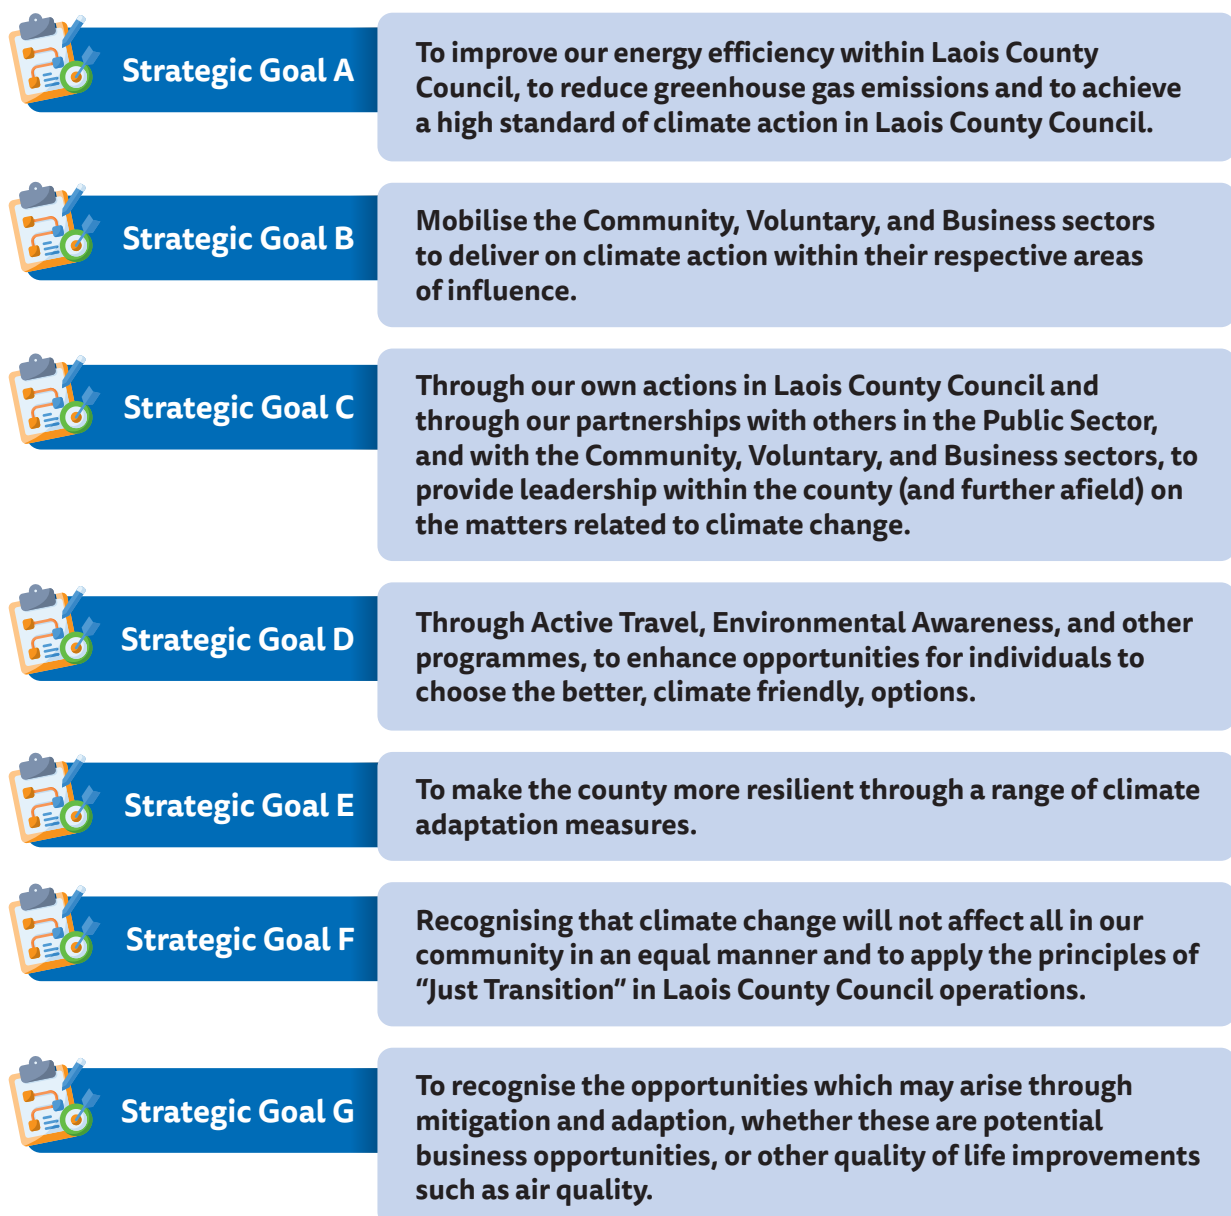 Strategic Goal A
To improve our energy efficiency within Laois County
Council, to reduce greenhouse gas emissions and to achieve
a high standard of climate action in Laois County Council.
Strategic Goal B
Mobilise the Community, Voluntary, and Business sectors
to deliver on climate action within their respective areas
of influence.
Strategic Goal C
Through our own actions in Laois County Council and
through our partnerships with others in the Public Sector,
and with the Community, Voluntary, and Business sectors, to
provide leadership within the county (and further afield) on
the matters related to climate change.
Strategic Goal D
Through Active Travel, Environmental Awareness, and other
programmes, to enhance opportunities for individuals to
choose the better, climate friendly, options.
Strategic Goal E
To make the county more resilient through a range of climate
adaptation measures.
Strategic Goal F
Recognising that climate change will not affect all in our
community in an equal manner and to apply the principles of
“Just Transition” in Laois County Council operations.
Strategic Goal G
To recognise the opportunities which may arise through
mitigation and adaption, whether these are potential
business opportunities, or other quality of life improvements
such as air quality.